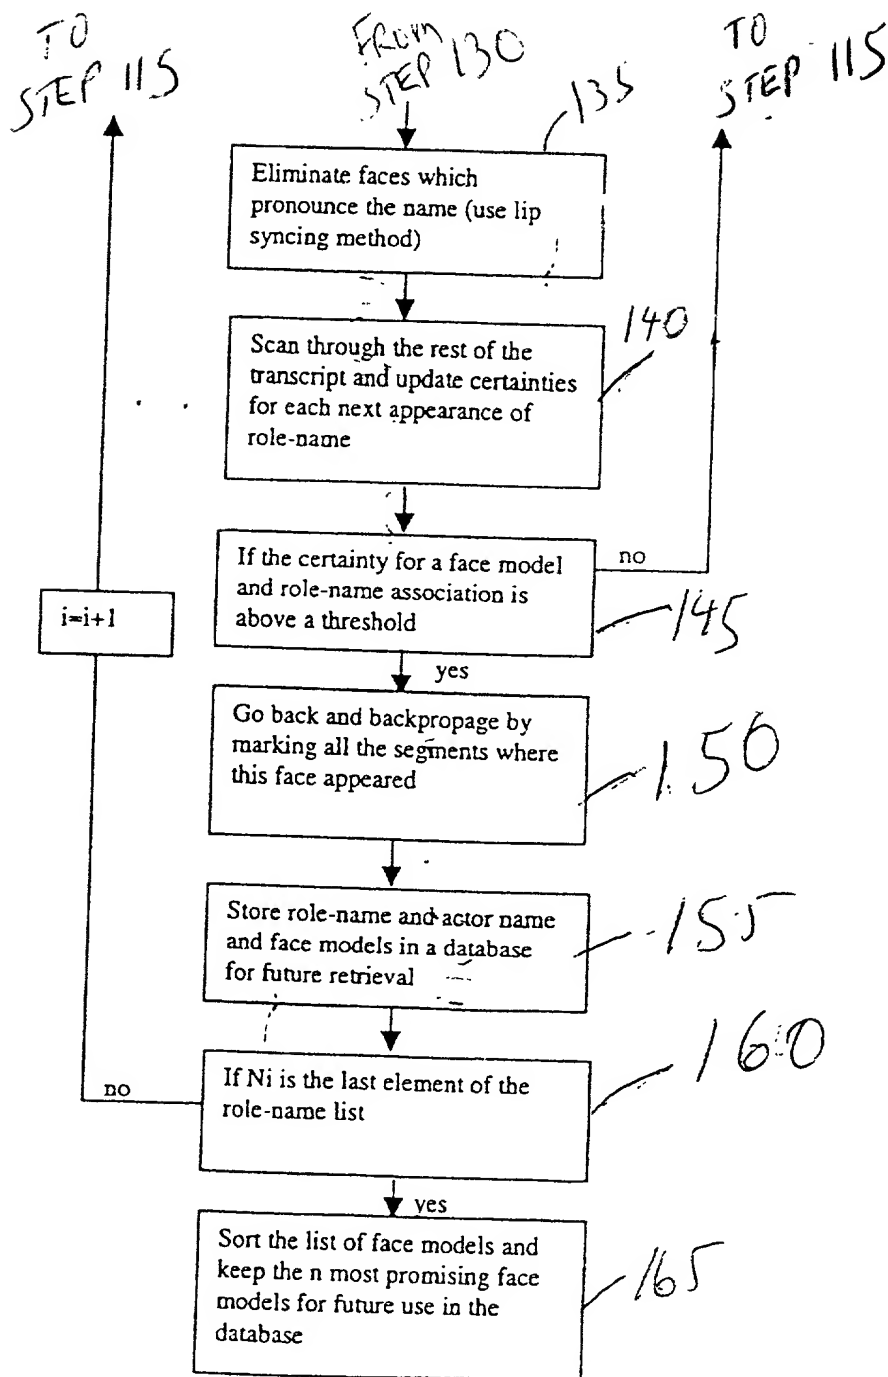 TO
STEP 115
FROM
STEP 130
TO
STEP 115
135
Eliminate faces which
pronounce the name (use lip
syncing method)
140
Scan through the rest of the
transcript and update certainties
for each next appearance of
role-name
If the certainty for a face model
and role-name association is
above a threshold
no
145
i=i+1
yes
Go back and backpropage by
marking all the segments where
this face appeared
150
Store role-name and actor name
and face models in a database
for future retrieval
155
If Ni is the last element of the
role-name list
no
160
yes
Sort the list of face models and
keep the n most promising face
models for future use in the
database
165